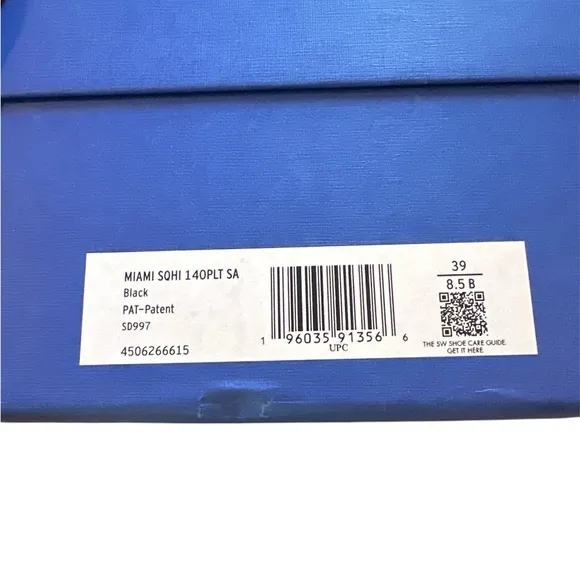 MIAMI SQHI 140PLT SA
Black
PAT-Patent
SD997
4506266615
1 96035 91356 6
UPC
39
8.5 B
THE SW SHOE CARE GUIDE.
GET IT HERE.